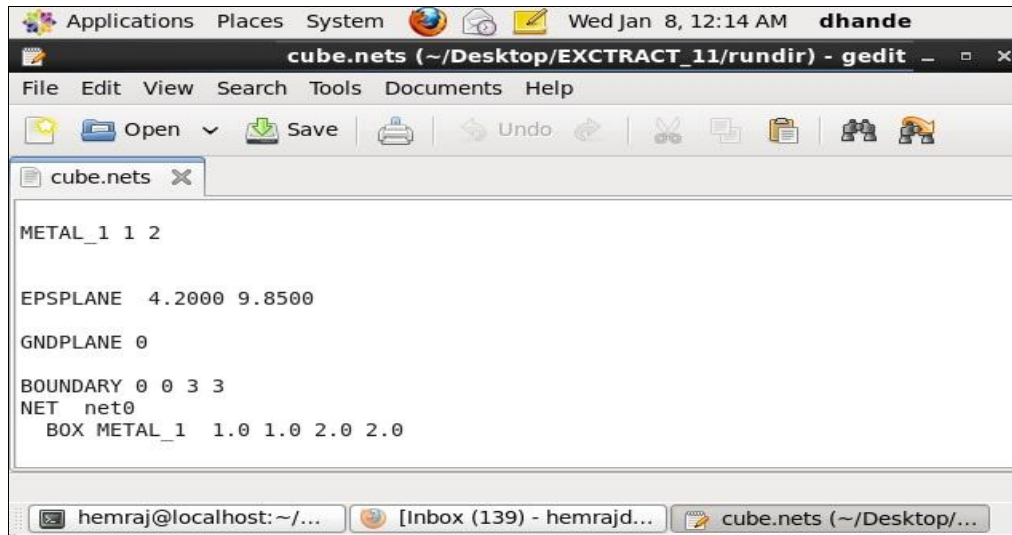 Applications Places System Wed Jan 8, 12:14 AM dhande
cube.nets (~/Desktop/EXCTRACT_11/rundir) - gedit
File Edit View Search Tools Documents Help
Open Save Undo
cube.nets
METAL_1 1 2
EPSPLANE 4.2000 9.8500
GNDPLANE 0
BOUNDARY 0 0 3 3
NET net0
BOX METAL_1 1.0 1.0 2.0 2.0
hemraj@localhost:~/... [Inbox (139) - hemrajd... cube.nets (~/Desktop/...